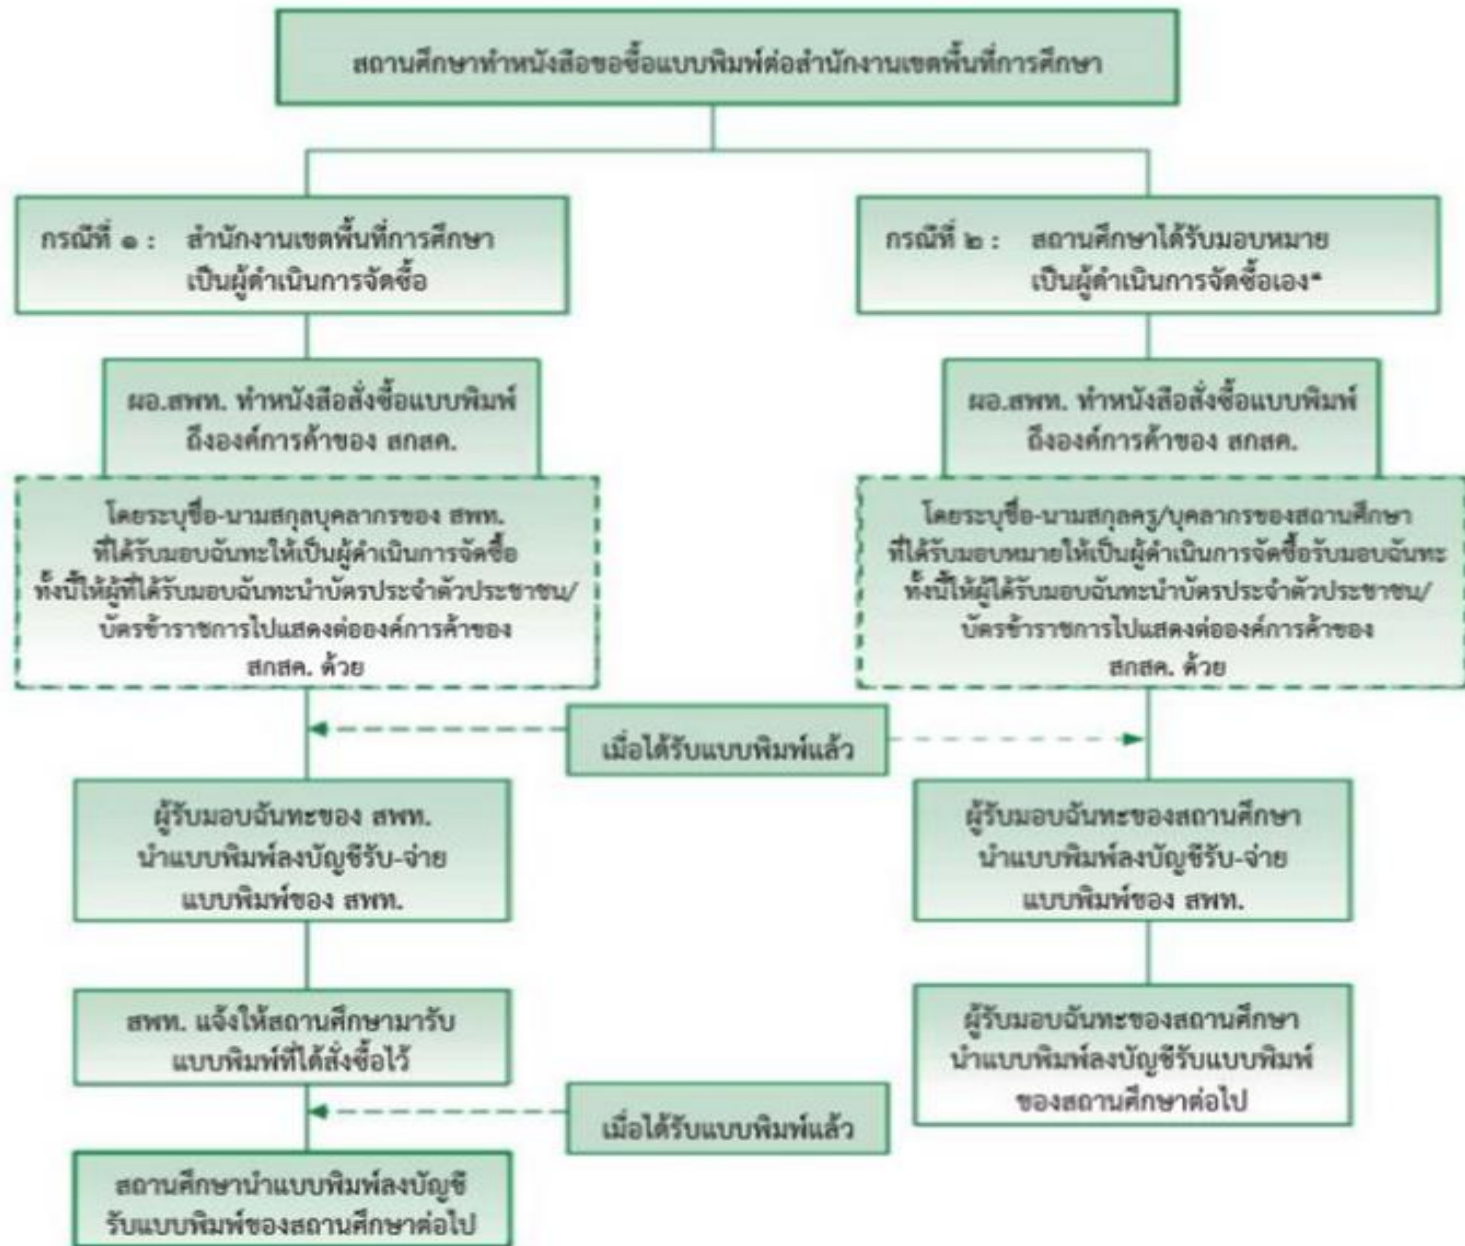 สถานศึกษาทำหนังสือขอซื้อแบบพิมพ์ต่อสำนักงานเขตพื้นที่การศึกษา
กรณีที่ ๑ : สำนักงานเขตพื้นที่การศึกษา
เป็นผู้ดำเนินการจัดซื้อ
ผอ.สพท. ทำหนังสือสั่งซื้อแบบพิมพ์
ถึงองค์การค้าของ สกสค.
โดยระบุชื่อ-นามสกุลบุคลากรของ สพท.
ที่ได้รับมอบฉันทะให้เป็นผู้ดำเนินการจัดซื้อ
ทั้งนี้ให้ผู้ที่ได้รับมอบฉันทะนำบัตรประจำตัวประชาชน/
บัตรข้าราชการไปแสดงต่อองค์การค้าของ
สกสค. ด้วย
กรณีที่ ๒ : สถานศึกษาได้รับมอบหมาย
เป็นผู้ดำเนินการจัดซื้อเอง*
ผอ.สพท. ทำหนังสือสั่งซื้อแบบพิมพ์
ถึงองค์การค้าของ สกสค.
โดยระบุชื่อ-นามสกุลครู/บุคลากรของสถานศึกษา
ที่ได้รับมอบหมายให้เป็นผู้ดำเนินการจัดซื้อรับมอบฉันทะ
ทั้งนี้ให้ผู้ได้รับมอบฉันทะนำบัตรประจำตัวประชาชน/
บัตรข้าราชการไปแสดงต่อองค์การค้าของ
สกสค. ด้วย
เมื่อได้รับแบบพิมพ์แล้ว
ผู้รับมอบฉันทะของ สพท.
นำแบบพิมพ์ลงบัญชีรับ-จ่าย
แบบพิมพ์ของ สพท.
ผู้รับมอบฉันทะของสถานศึกษา
นำแบบพิมพ์ลงบัญชีรับ-จ่าย
แบบพิมพ์ของ สพท.
สพท. แจ้งให้สถานศึกษามารับ
แบบพิมพ์ที่ได้สั่งซื้อไว้
ผู้รับมอบฉันทะของสถานศึกษา
นำแบบพิมพ์ลงบัญชีรับแบบพิมพ์
ของสถานศึกษาต่อไป
เมื่อได้รับแบบพิมพ์แล้ว
สถานศึกษานำแบบพิมพ์ลงบัญชี
รับแบบพิมพ์ของสถานศึกษาต่อไป